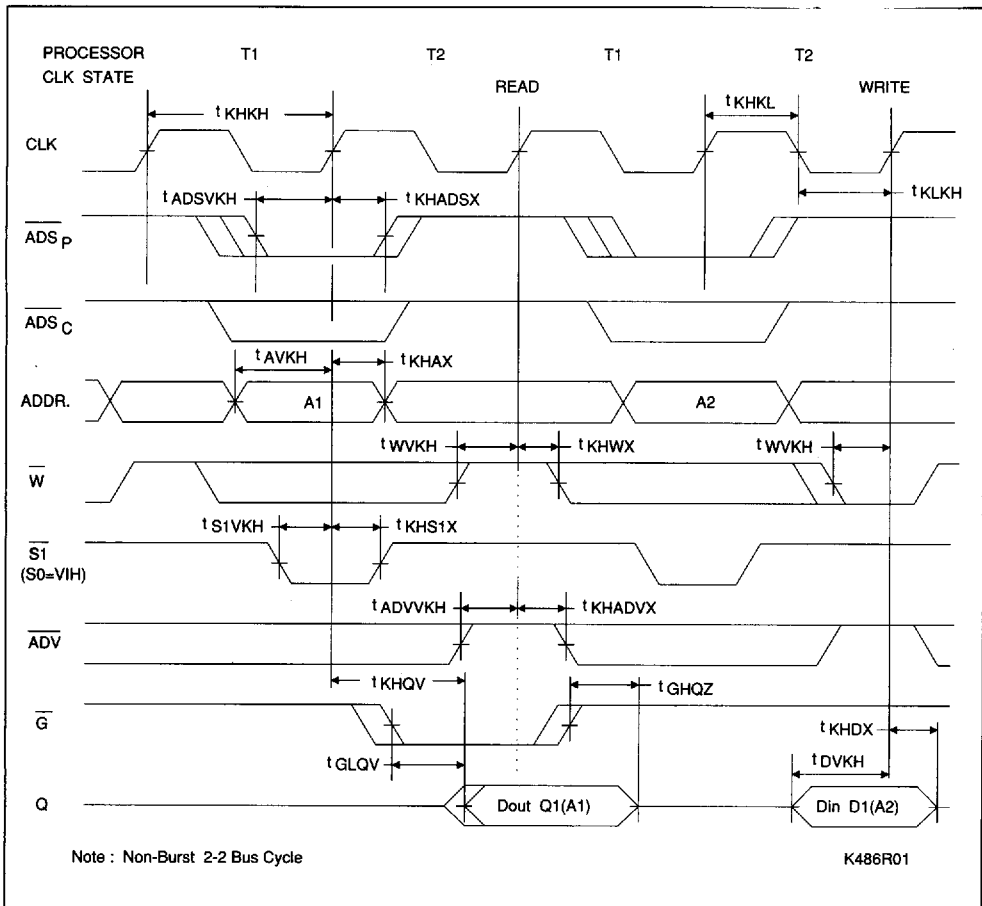 PROCESSOR T1 T2 T1 T2
CLK STATE
READ WRITE
t KHKH t KHKL
CLK
t ADSVKH t KHADSX t KLKH
ADS P
ADS C
t AVKH t KHAX
ADDR. A1 A2
t WVKH t KHWX t WVKH
W
t S1VKH t KHS1X
S1
(S0=VIH)
t ADVVKH t KHADVX
ADV
t KHQV t GHQZ
G t KHDX
t GLQV t DVKH
Q Dout Q1(A1) Din D1(A2)
Note : Non-Burst 2-2 Bus Cycle K486R01